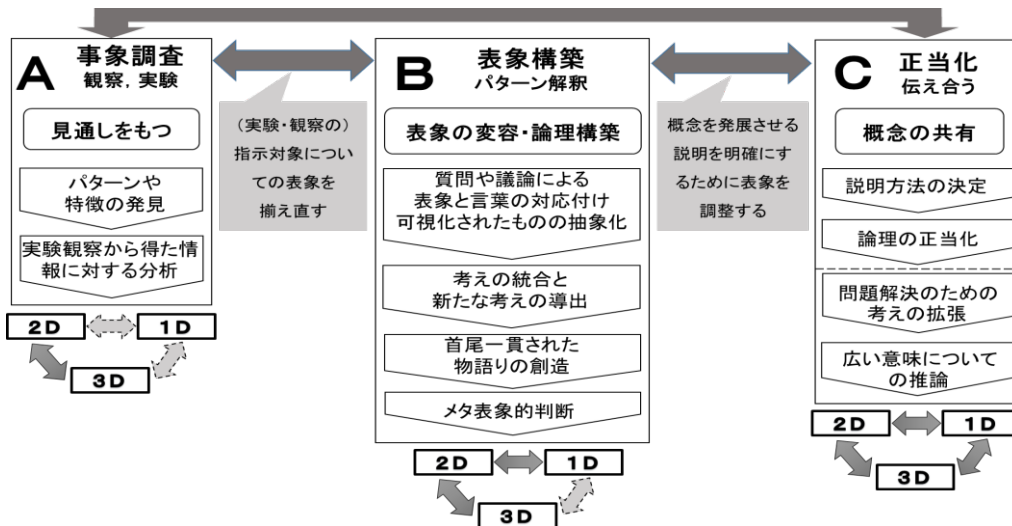 A
事象調査
観察，実験
見通しをもつ
パターンや
特徴の発見
実験観察から得た情
報に対する分析
2D
1D
3D
（実験・観察の）
指示対象につい
ての表象を
揃え直す
B
表象構築
パターン解釈
表象の変容・論理構築
質問や議論による
表象と言葉の対応付け
可視化されたものの抽象化
考えの統合と
新たな考えの導出
首尾一貫された
物語りの創造
メタ表象的判断
2D
1D
3D
概念を発展させる
説明を明確にす
るために表象を
調整する
C
正当化
伝え合う
概念の共有
説明方法の決定
論理の正当化
問題解決のための
考えの拡張
広い意味について
の推論
2D
1D
3D